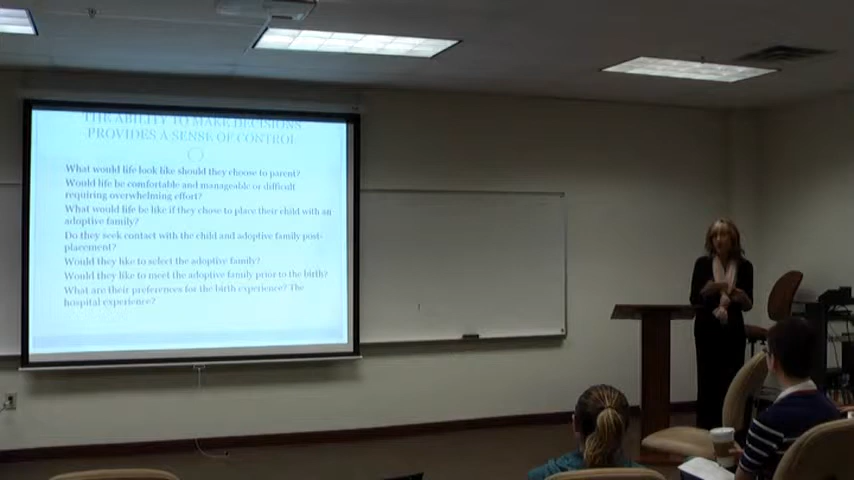 THE ABILITY TO MAKE DECISIONS
PROVIDES A SENSE OF CONTROL
What would life look like should they choose to parent?
Would life be comfortable and manageable or difficult
requiring overwhelming effort?
What would life be like if they chose to place their child with an
adoptive family?
Do they seek contact with the child and adoptive family post-
placement?
Would they like to select the adoptive family?
Would they like to meet the adoptive family prior to the birth?
What are their preferences for the birth experience? The
hospital experience?